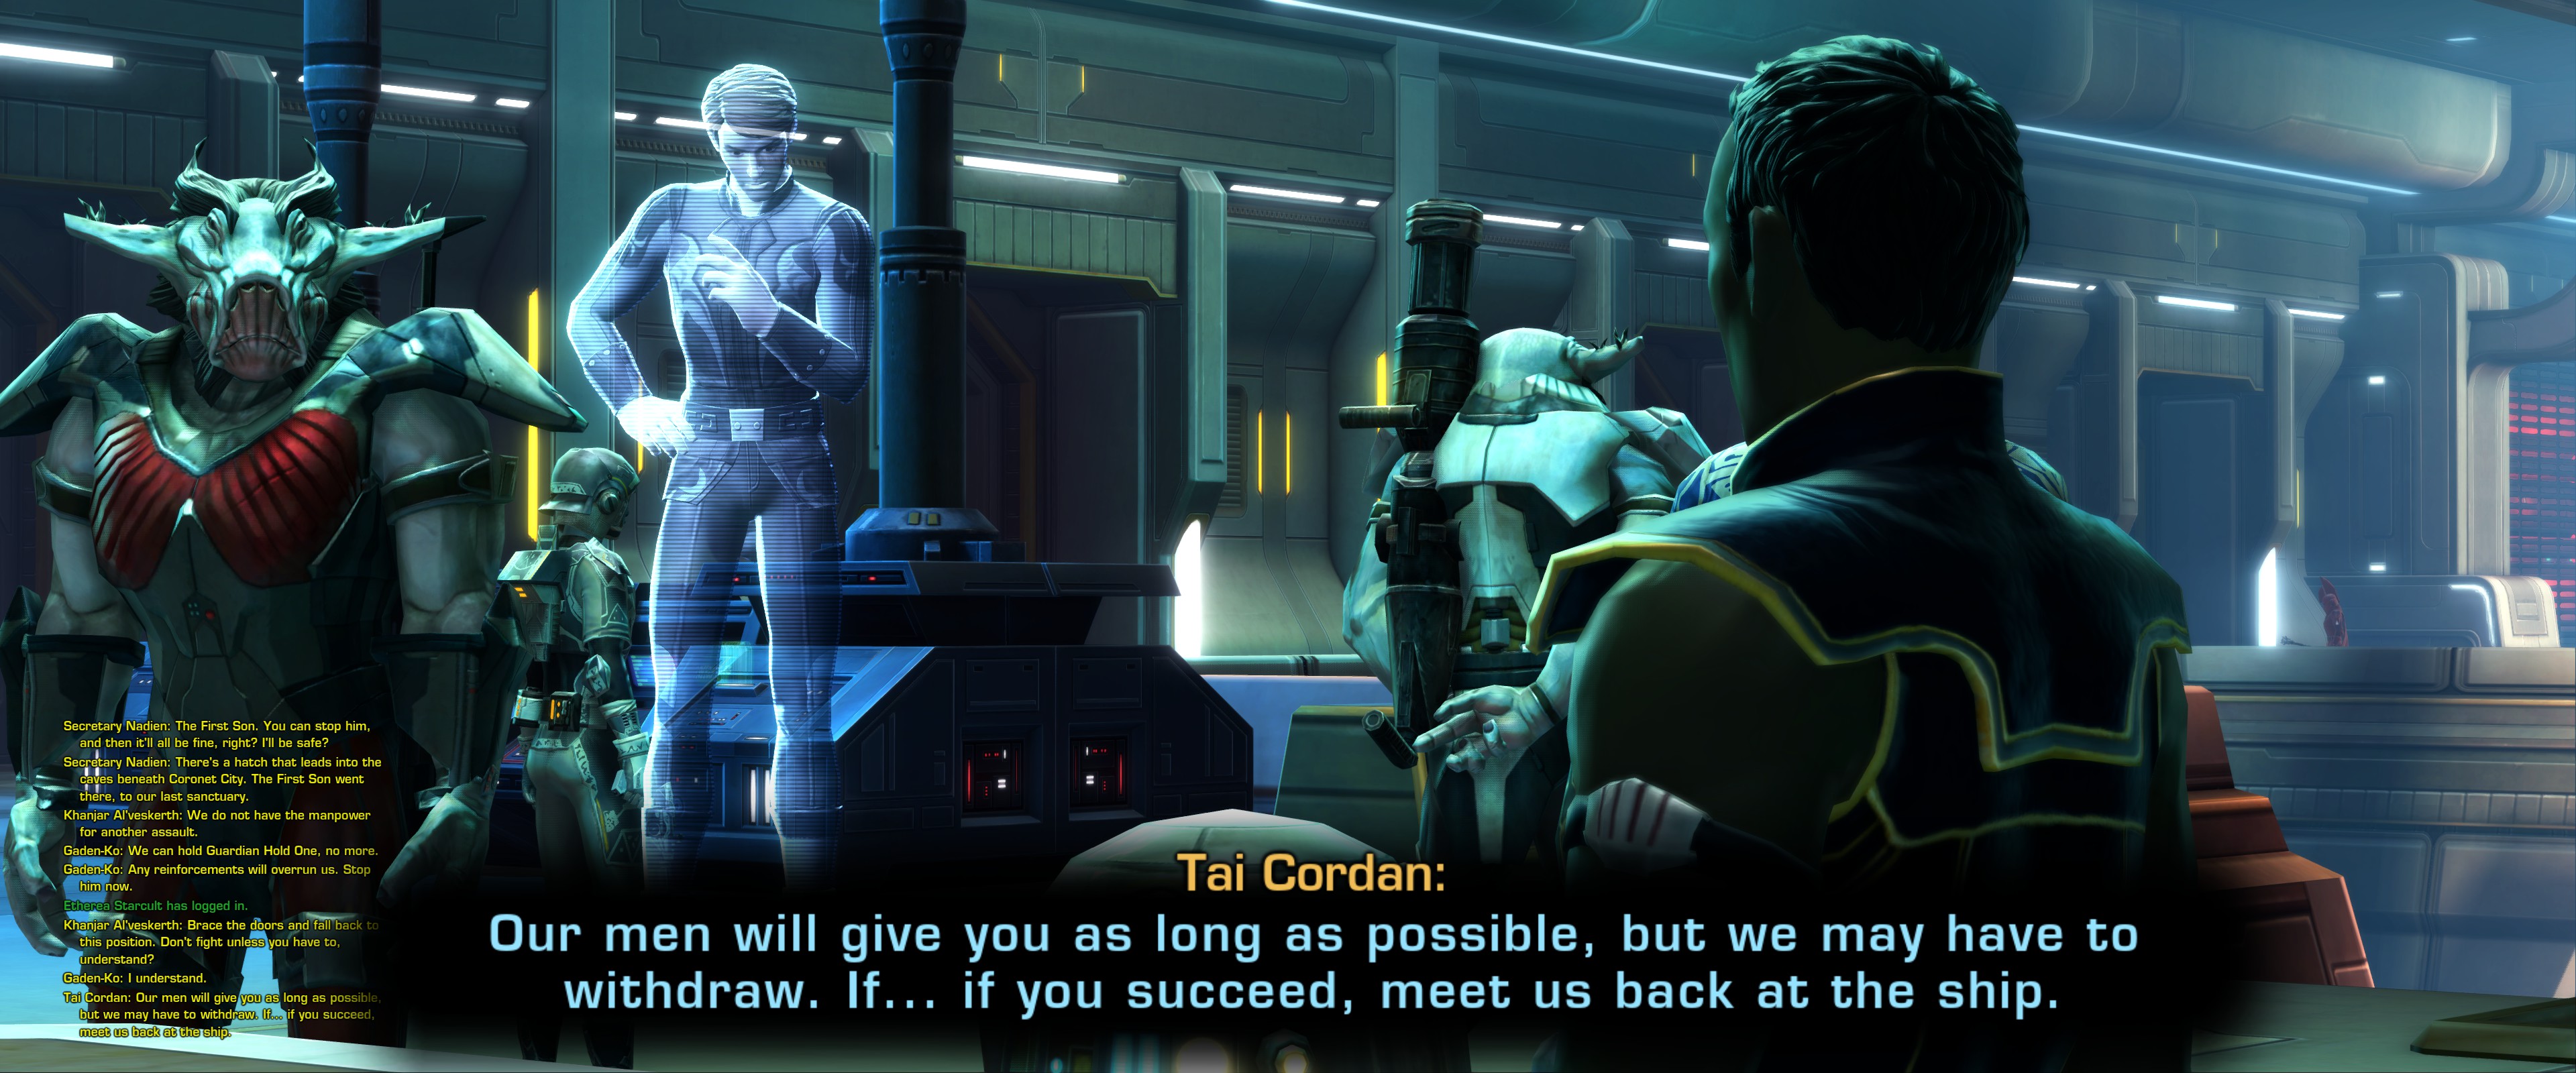 Secretary Nadien: The First Son. You can stop him,
and then it'll all be fine, right? I'll be safe?
Secretary Nadien: There's a hatch that leads into the
caves beneath Coronet City. The First Son went
there, to our last sanctuary.
Khanjar Al'veskerth: We do not have the manpower
for another assault.
Gaden-Ko: We can hold Guardian Hold One, no more.
Gaden-Ko: Any reinforcements will overrun us. Stop
him now.
Etherea Starcult has logged in.
Khanjar Al'veskerth: Brace the doors and fall back to
this position. Don't fight unless you have to,
understand?
Gaden-Ko: I understand.
Tai Cordan: Our men will give you as long as possible,
but we may have to withdraw. If... if you succeed,
meet us back at the ship.
Tai Cordan:
Our men will give you as long as possible, but we may have to
withdraw. If... if you succeed, meet us back at the ship.